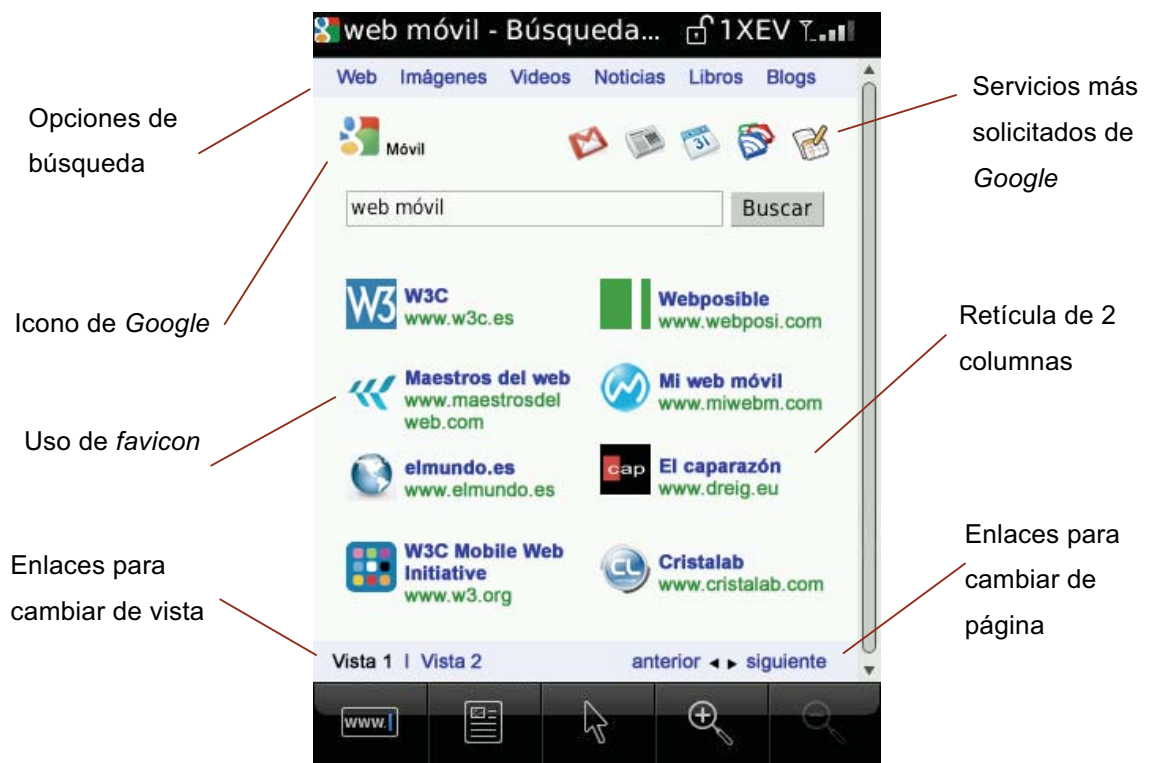 web móvil - Búsqueda... 1XEV
Web Imágenes Videos Noticias Libros Blogs
Opciones de
búsqueda
Servicios más
solicitados de
Google
Móvil
31
web móvil Buscar
Icono de Google
W3 W3C
www.w3c.es
Webposible
www.webposi.com
Retícula de 2
columnas
Maestros del web
www.maestrosdel
web.com
Mi web móvil
www.miwebm.com
Uso de favicon
elmundo.es
www.elmundo.es
cap El caparazón
www.dreig.eu
W3C Mobile Web
Initiative
www.w3.org
CL Cristalab
www.cristalab.com
Enlaces para
cambiar de vista
Enlaces para
cambiar de
página
Vista 1 | Vista 2 anterior ◂ ▸ siguiente
www.